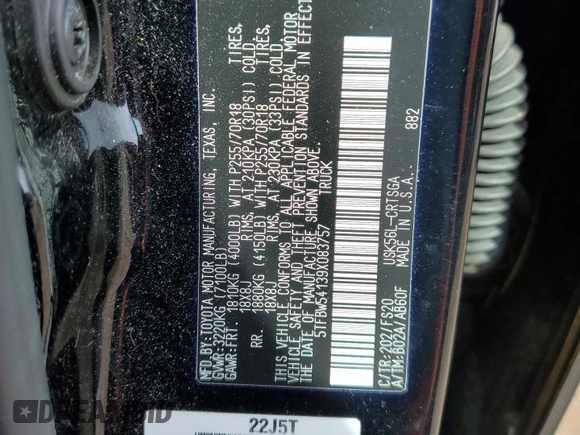 MFD BY:TOYOTA MOTOR MANUFACTURING, TEXAS, INC.
GVWR:3220KG (7100LB)
GAWR:FRT. 1810KG (4000LB) WITH P255/70R18 TIRES,
18X8J RIMS, AT 210KPA (30PSI) COLD
RR. 1880KG (4150LB) WITH P255/70R18 TIRES,
18X8J RIMS, AT 230KPA (33PSI) COLD
THIS VEHICLE CONFORMS TO ALL APPLICABLE FEDERAL MOTOR
VEHICLE SAFETY AND THEFT PREVENTION STANDARDS IN EFFECT ON
THE DATE OF MANUFACTURE SHOWN ABOVE.
5TFBW54139X083757 TRUCK
882
C/TR:202/FS20 USK56L-CRTSGA
A/TM:B02A/AB60F MADE IN U.S.A.
22J5T
A Better Bid